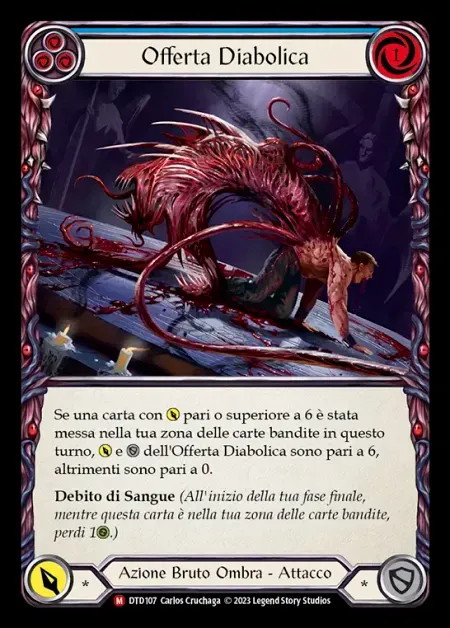 Offerta Diabolica
1
Se una carta con pari o superiore a 6 è stata
messa nella tua zona delle carte bandite in questo
turno, e dell'Offerta Diabolica sono pari a 6,
altrimenti sono pari a 0.
Debito di Sangue (All'inizio della tua fase finale,
mentre questa carta è nella tua zona delle carte bandite,
perdi 1.)
* Azione Bruto Ombra - Attacco *
M DTD107 Carlos Cruchaga © 2023 Legend Story Studios